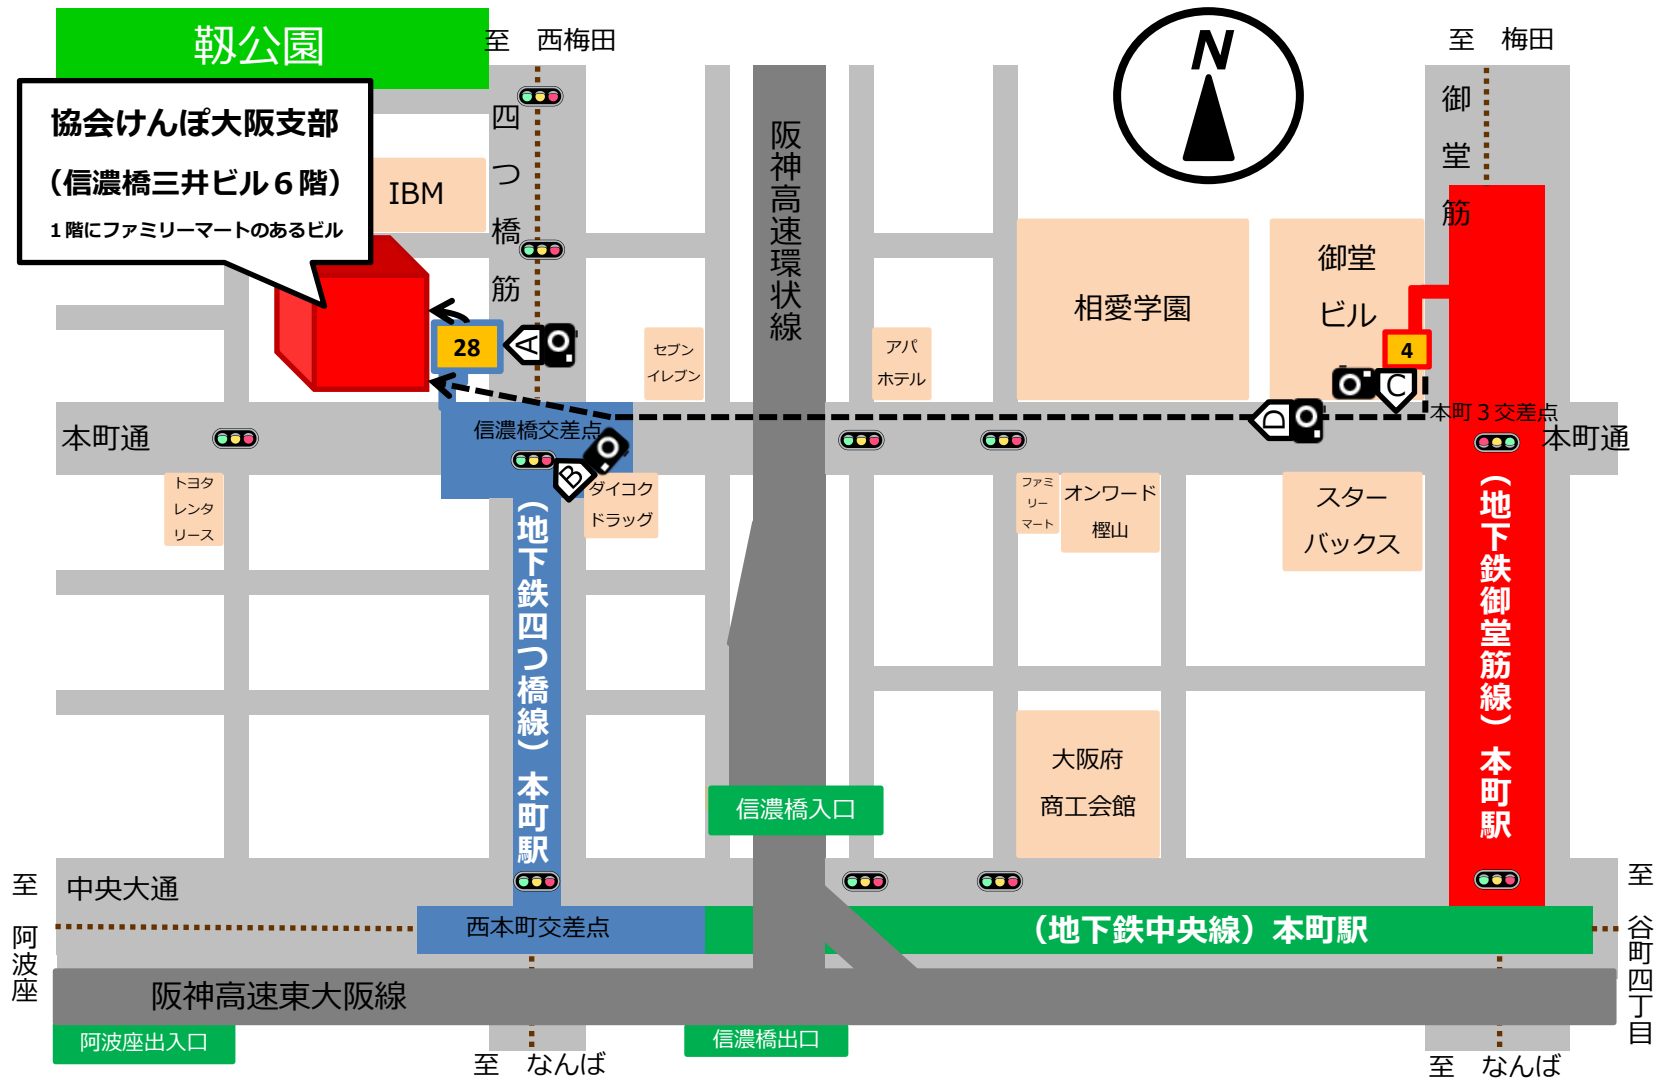 靱公園
至 西梅田
至 梅田
N
協会けんぽ大阪支部
（信濃橋三井ビル６階）
１階にファミリーマートのあるビル
IBM
四つ橋筋
阪神高速環状線
御堂筋
相愛学園
御堂
ビル
4
28
A
セブン
イレブン
アパ
ホテル
C
D
本町３交差点
本町通
信濃橋交差点
本町通
B
トヨタ
レンタ
リース
ダイコク
ドラッグ
ファミ
リー
マート
オンワード
樫山
スター
バックス
（地下鉄四つ橋線）本町駅
（地下鉄御堂筋線）本町駅
大阪府
商工会館
信濃橋入口
至 阿波座
中央大通
至 谷町四丁目
西本町交差点
（地下鉄中央線）本町駅
阪神高速東大阪線
阿波座出入口
信濃橋出口
至 なんば
至 なんば